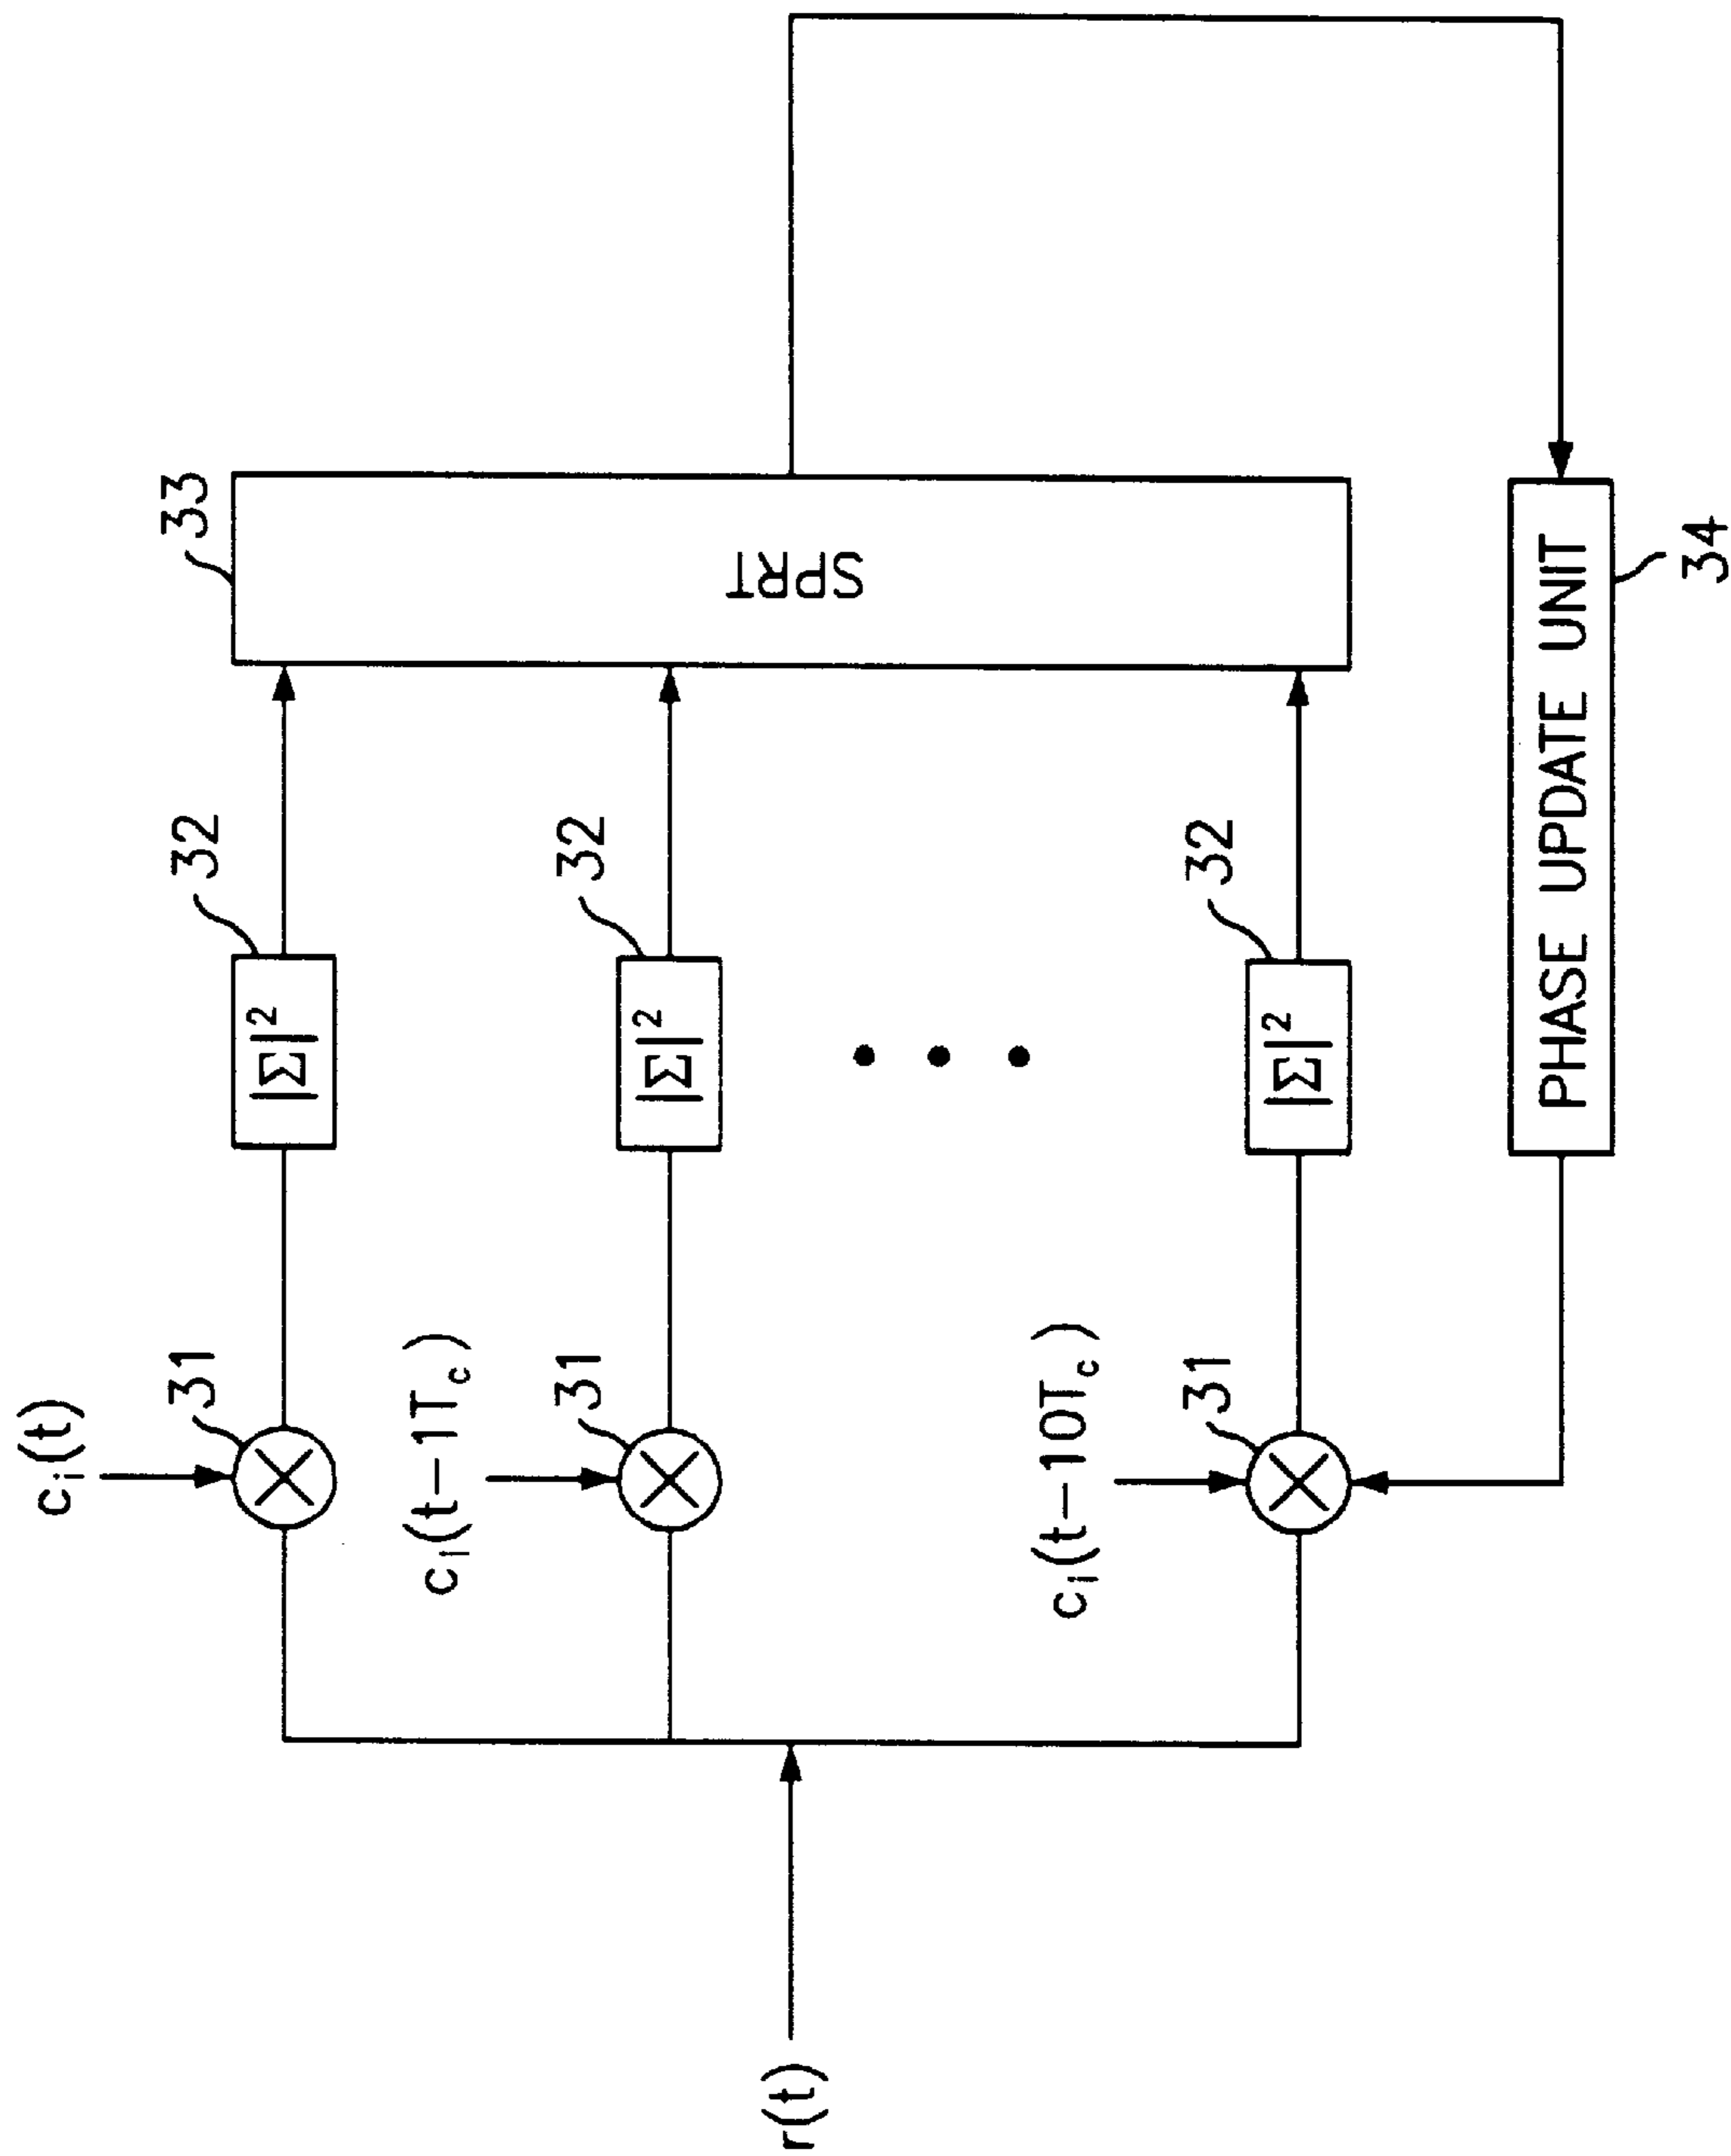 c_i(t)
31
32
33
|Σ|²
c_i(t−1T_c)
31
32
|Σ|²
SPRT
r(t)
c_i(t−10T_c)
31
32
|Σ|²
PHASE UPDATE UNIT
34